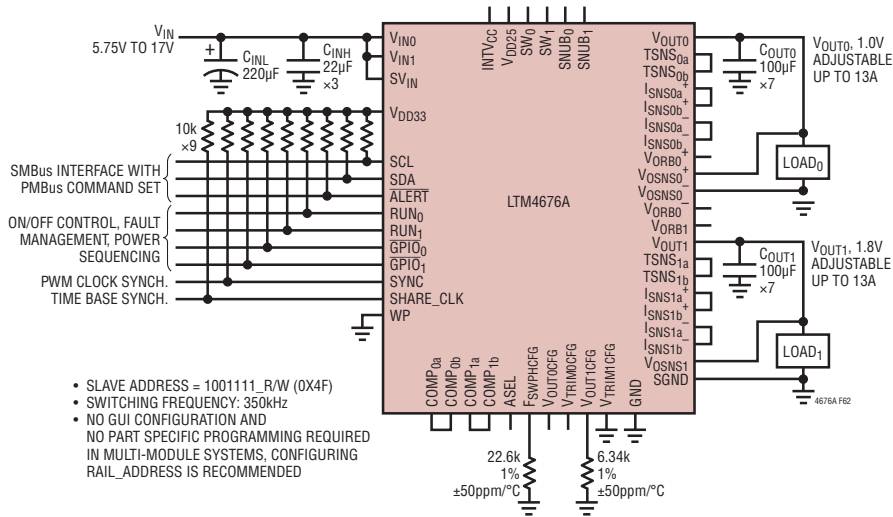 VIN
5.75V TO 17V
+
CINL
220µF
CINH
22µF
×3
10k
×9
SMBus INTERFACE WITH
PMBus COMMAND SET
ON/OFF CONTROL, FAULT
MANAGEMENT, POWER
SEQUENCING
PWM CLOCK SYNCH.
TIME BASE SYNCH.
VIN0
VIN1
SVIN
VDD33
SCL
SDA
ALERT
RUN0
RUN1
GPIO0
GPIO1
SYNC
SHARE_CLK
WP
INTVCC
VDD25
SW0
SW1
SNUB0
SNUB1
LTM4676A
VOUT0
TSNS0a
TSNS0b
ISNS0a+
ISNS0b+
ISNS0a–
ISNS0b–
VORB0+
VOSNS0+
VOSNS0–
VORB0–
VORB1
VOUT1
TSNS1a
TSNS1b
ISNS1a+
ISNS1b+
ISNS1a–
ISNS1b–
VOSNS1
SGND
COUT0
100µF
×7
VOUT0, 1.0V
ADJUSTABLE
UP TO 13A
LOAD0
COUT1
100µF
×7
VOUT1, 1.8V
ADJUSTABLE
UP TO 13A
LOAD1
4676A F62
COMP0a
COMP0b
COMP1a
COMP1b
ASEL
FSWPHCFG
VOUT0CFG
VTRIM0CFG
VOUT1CFG
VTRIM1CFG
GND
22.6k
1%
±50ppm/°C
6.34k
1%
±50ppm/°C
• SLAVE ADDRESS = 1001111_R/W (0X4F)
• SWITCHING FREQUENCY: 350kHz
• NO GUI CONFIGURATION AND
NO PART SPECIFIC PROGRAMMING REQUIRED
IN MULTI-MODULE SYSTEMS, CONFIGURING
RAIL_ADDRESS IS RECOMMENDED